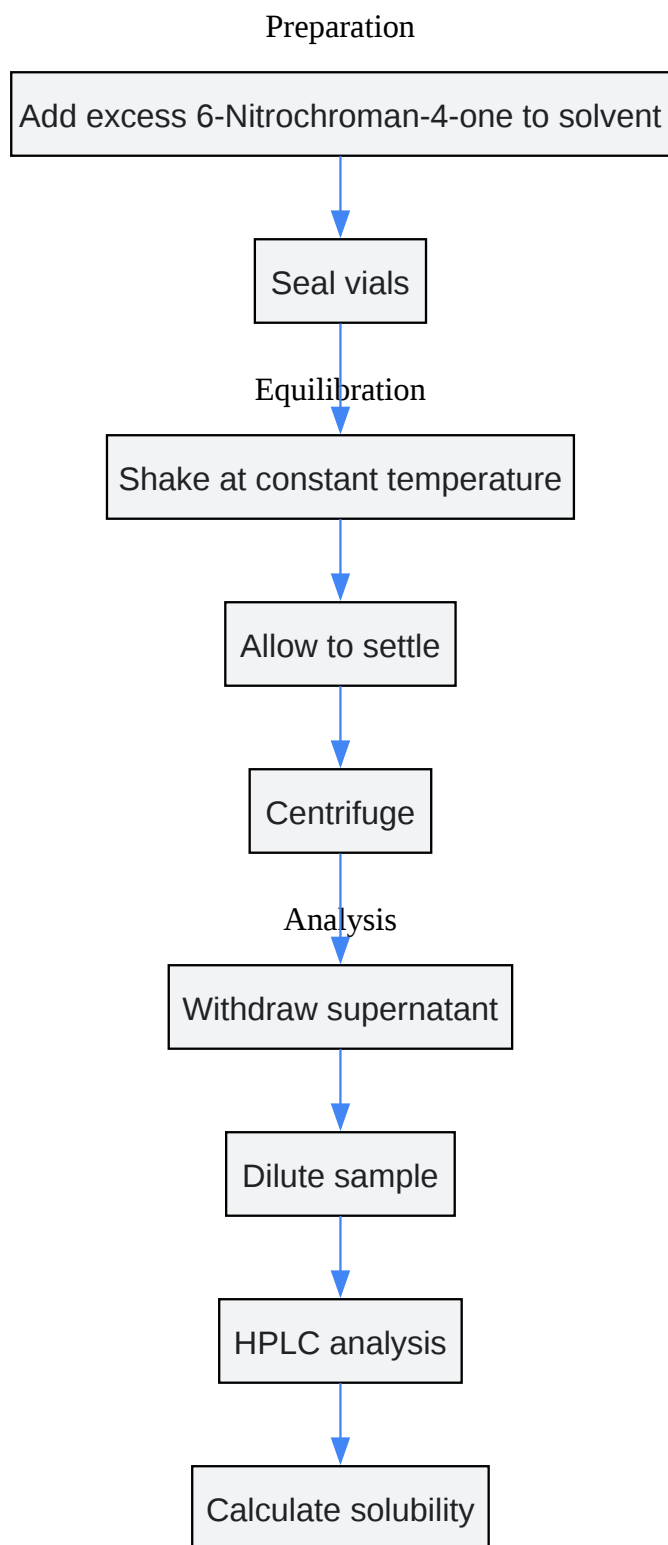 Preparation
Add excess 6-Nitrochroman-4-one to solvent
Seal vials
Equilibration
Shake at constant temperature
Allow to settle
Centrifuge
Analysis
Withdraw supernatant
Dilute sample
HPLC analysis
Calculate solubility